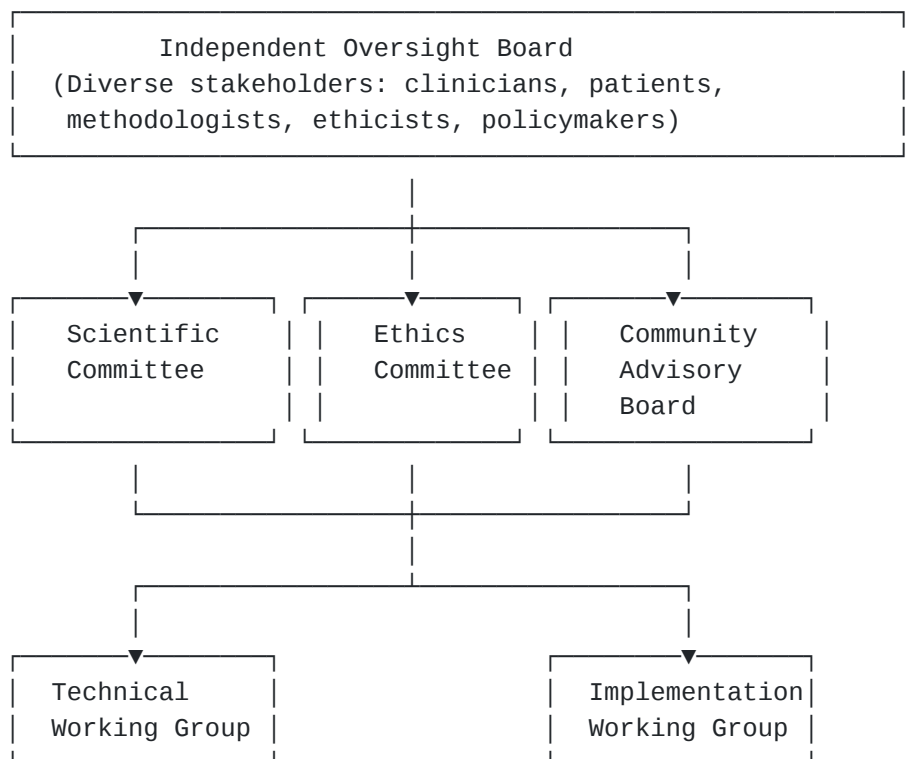 Independent Oversight Board
(Diverse stakeholders: clinicians, patients,
methodologists, ethicists, policymakers)
Scientific
Committee
Ethics
Committee
Community
Advisory
Board
Technical
Working Group
Implementation
Working Group